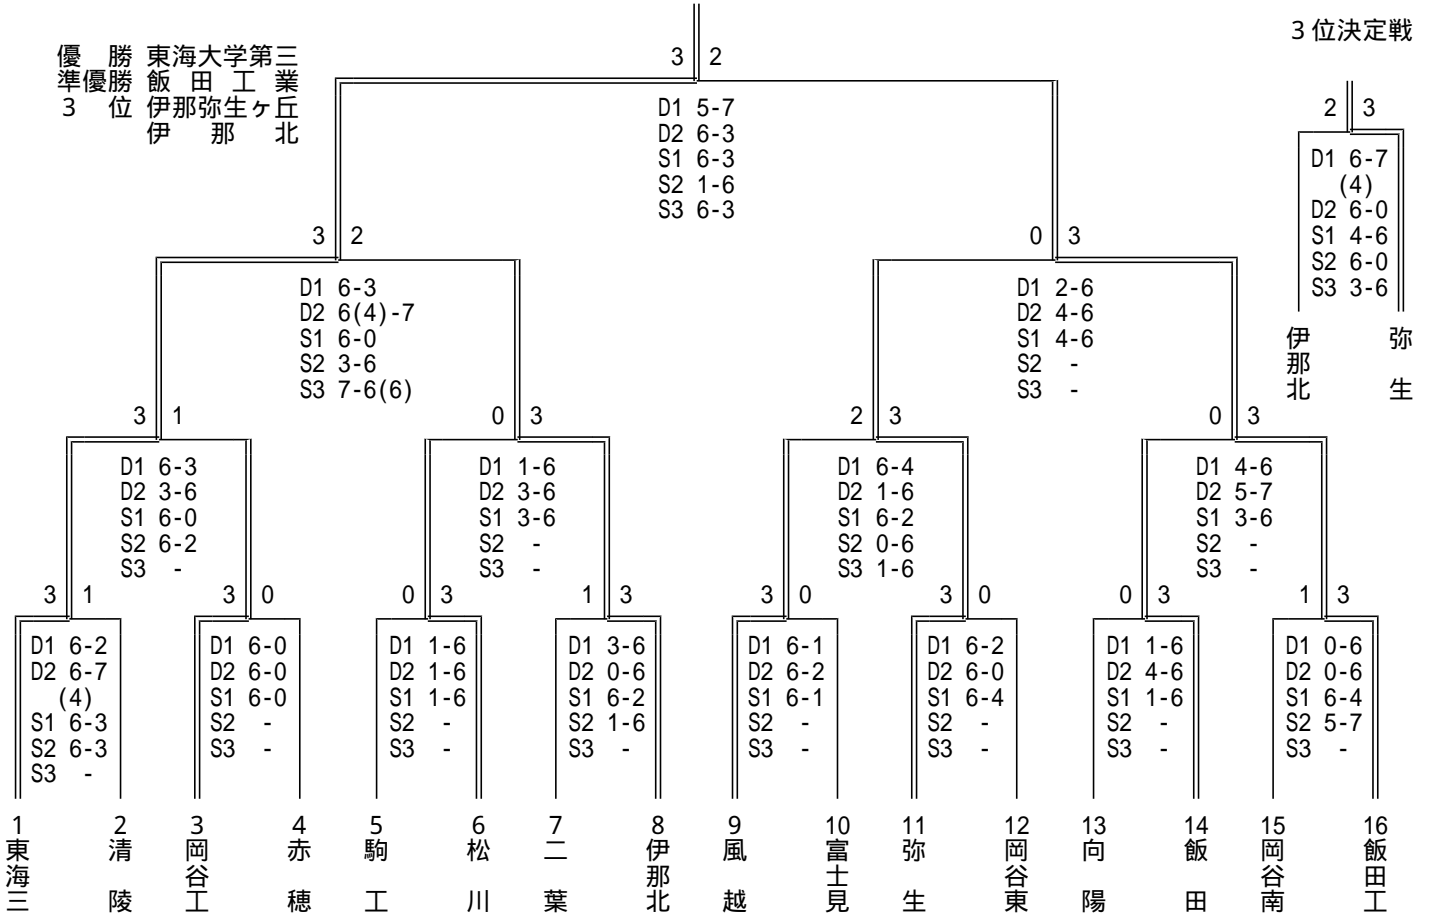 優　勝 東海大学第三
準優勝 飯 田 工 業
3　位 伊那弥生ヶ丘
伊 那 北
3 2
D1 5-7
D2 6-3
S1 6-3
S2 1-6
S3 6-3
3位決定戦
2 3
D1 6-7
(4)
D2 6-0
S1 4-6
S2 6-0
S3 3-6
伊那北
弥生
3 2
D1 6-3
D2 6(4)-7
S1 6-0
S2 3-6
S3 7-6(6)
0 3
D1 2-6
D2 4-6
S1 4-6
S2 -
S3 -
3 1
D1 6-3
D2 3-6
S1 6-0
S2 6-2
S3 -
0 3
D1 1-6
D2 3-6
S1 3-6
S2 -
S3 -
2 3
D1 6-4
D2 1-6
S1 6-2
S2 0-6
S3 1-6
0 3
D1 4-6
D2 5-7
S1 3-6
S2 -
S3 -
3 1
D1 6-2
D2 6-7
(4)
S1 6-3
S2 6-3
S3 -
3 0
D1 6-0
D2 6-0
S1 6-0
S2 -
S3 -
0 3
D1 1-6
D2 1-6
S1 1-6
S2 -
S3 -
1 3
D1 3-6
D2 0-6
S1 6-2
S2 1-6
S3 -
3 0
D1 6-1
D2 6-2
S1 6-1
S2 -
S3 -
3 0
D1 6-2
D2 6-0
S1 6-4
S2 -
S3 -
0 3
D1 1-6
D2 4-6
S1 1-6
S2 -
S3 -
1 3
D1 0-6
D2 0-6
S1 6-4
S2 5-7
S3 -
1 東海三
2 清陵
3 岡谷工
4 赤穂
5 駒工
6 松川
7 二葉
8 伊那北
9 風越
10 富士見
11 弥生
12 岡谷東
13 向陽
14 飯田
15 岡谷南
16 飯田工